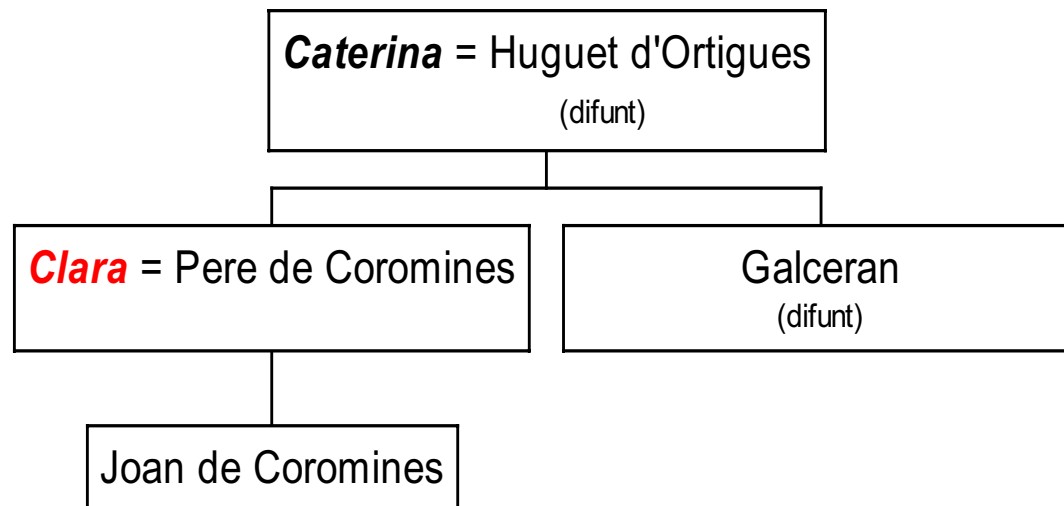 Caterina = Huguet d'Ortigues
(difunt)
Clara = Pere de Coromines
Galceran
(difunt)
Joan de Coromines